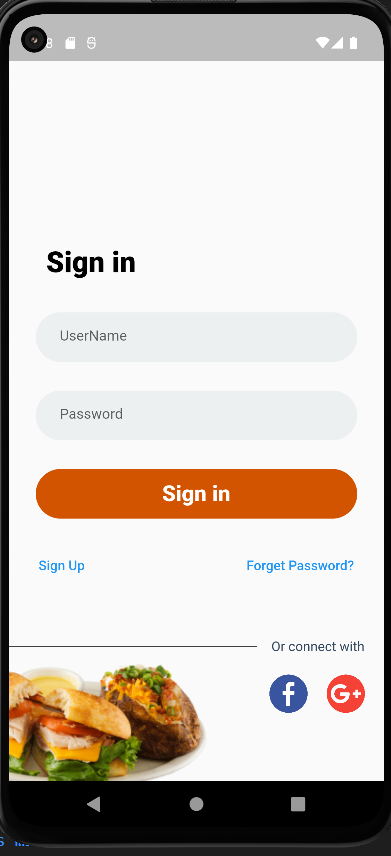 Sign in
UserName
Password
Sign in
Sign Up Forget Password?
Or connect with
f G+